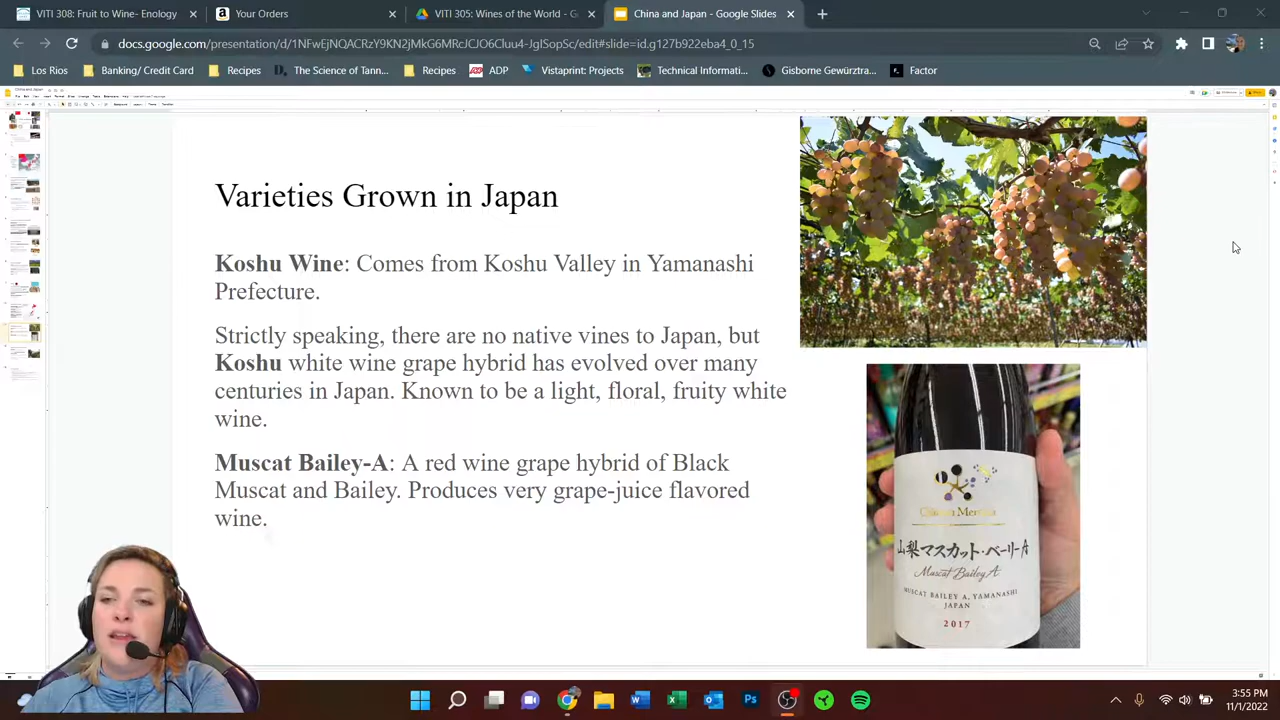 VITI 308: Fruit to Wine- Enology
Your Orders
VITI 505: Wines of the World - G
China and Japan - Google Slides
docs.google.com/presentation/d/1NFwEjNQACRzY9KN2jMkG6MRcJCJO6Clu4-JglSopSc/edit#slide=id.g127b922eba4_0_15
Los Rios
Banking/ Credit Card
Recipes
The Science of Tann...
Recipes
ADP
Powerpoint Projects
Technical Informati...
Gisborne Gewürztra...
Factor
China and Japan
Varieties Grown in Japan
Koshu Wine: Comes from Koshu Valley in Yamanashi
Prefecture.
Strictly speaking, there are no native vines to Japan but
Koshu white wine grape hybrid has evolved over many
centuries in Japan. Known to be a light, floral, fruity white
wine.
Muscat Bailey-A: A red wine grape hybrid of Black
Muscat and Bailey. Produces very grape-juice flavored
wine.
山梨マスカット・ベーリーA
Muscat Bailey A
MUSCAT BAILEY A, YAMANASHI
JAPAN
2017
3:55 PM
11/1/2022